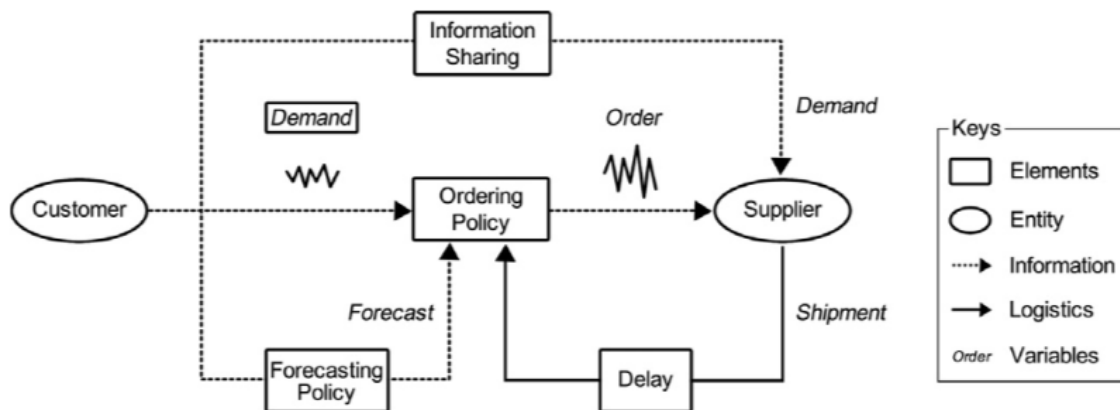 Information
Sharing
Demand
Order
Demand
Customer
Ordering
Policy
Supplier
Forecast
Shipment
Forecasting
Policy
Delay
Keys
Elements
Entity
Information
Logistics
Order Variables